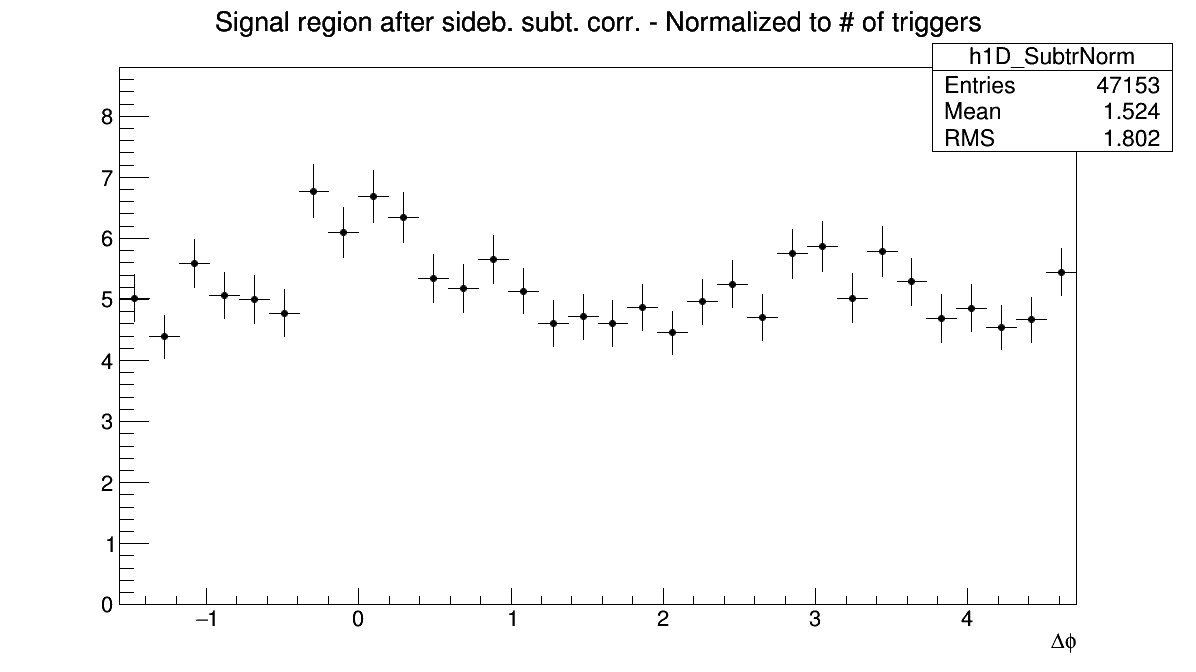 Signal region after sideb. subt. corr. - Normalized to # of triggers
h1D_SubtrNorm
Entries 47153
Mean 1.524
RMS 1.802
8
7
6
5
4
3
2
1
0
−1 0 1 2 3 4
Δϕ